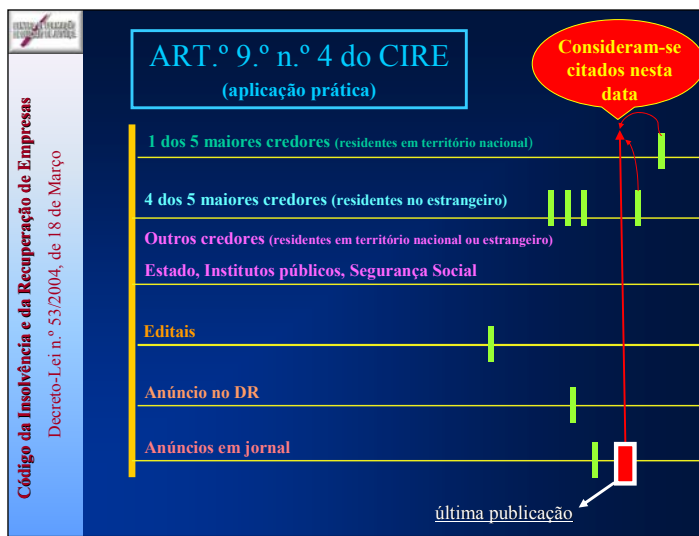 ART.º 9.º n.º 4 do CIRE
(aplicação prática)
Consideram-se
citados nesta
data
Código da Insolvência e da Recuperação de Empresas
Decreto-Lei n.º 53/2004, de 18 de Março
1 dos 5 maiores credores (residentes em território nacional)
4 dos 5 maiores credores (residentes no estrangeiro)
Outros credores (residentes em território nacional ou estrangeiro)
Estado, Institutos públicos, Segurança Social
Editais
Anúncio no DR
Anúncios em jornal
última publicação